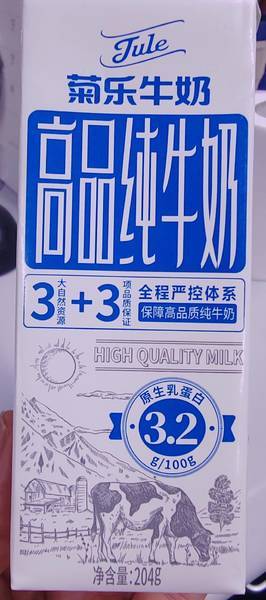 Jule
菊乐牛奶
高品纯牛奶
3大自然资源+3项品质保证
全程严控体系
保障高品质纯牛奶
HIGH QUALITY MILK
原生乳蛋白
3.2
g/100g
净含量:204g